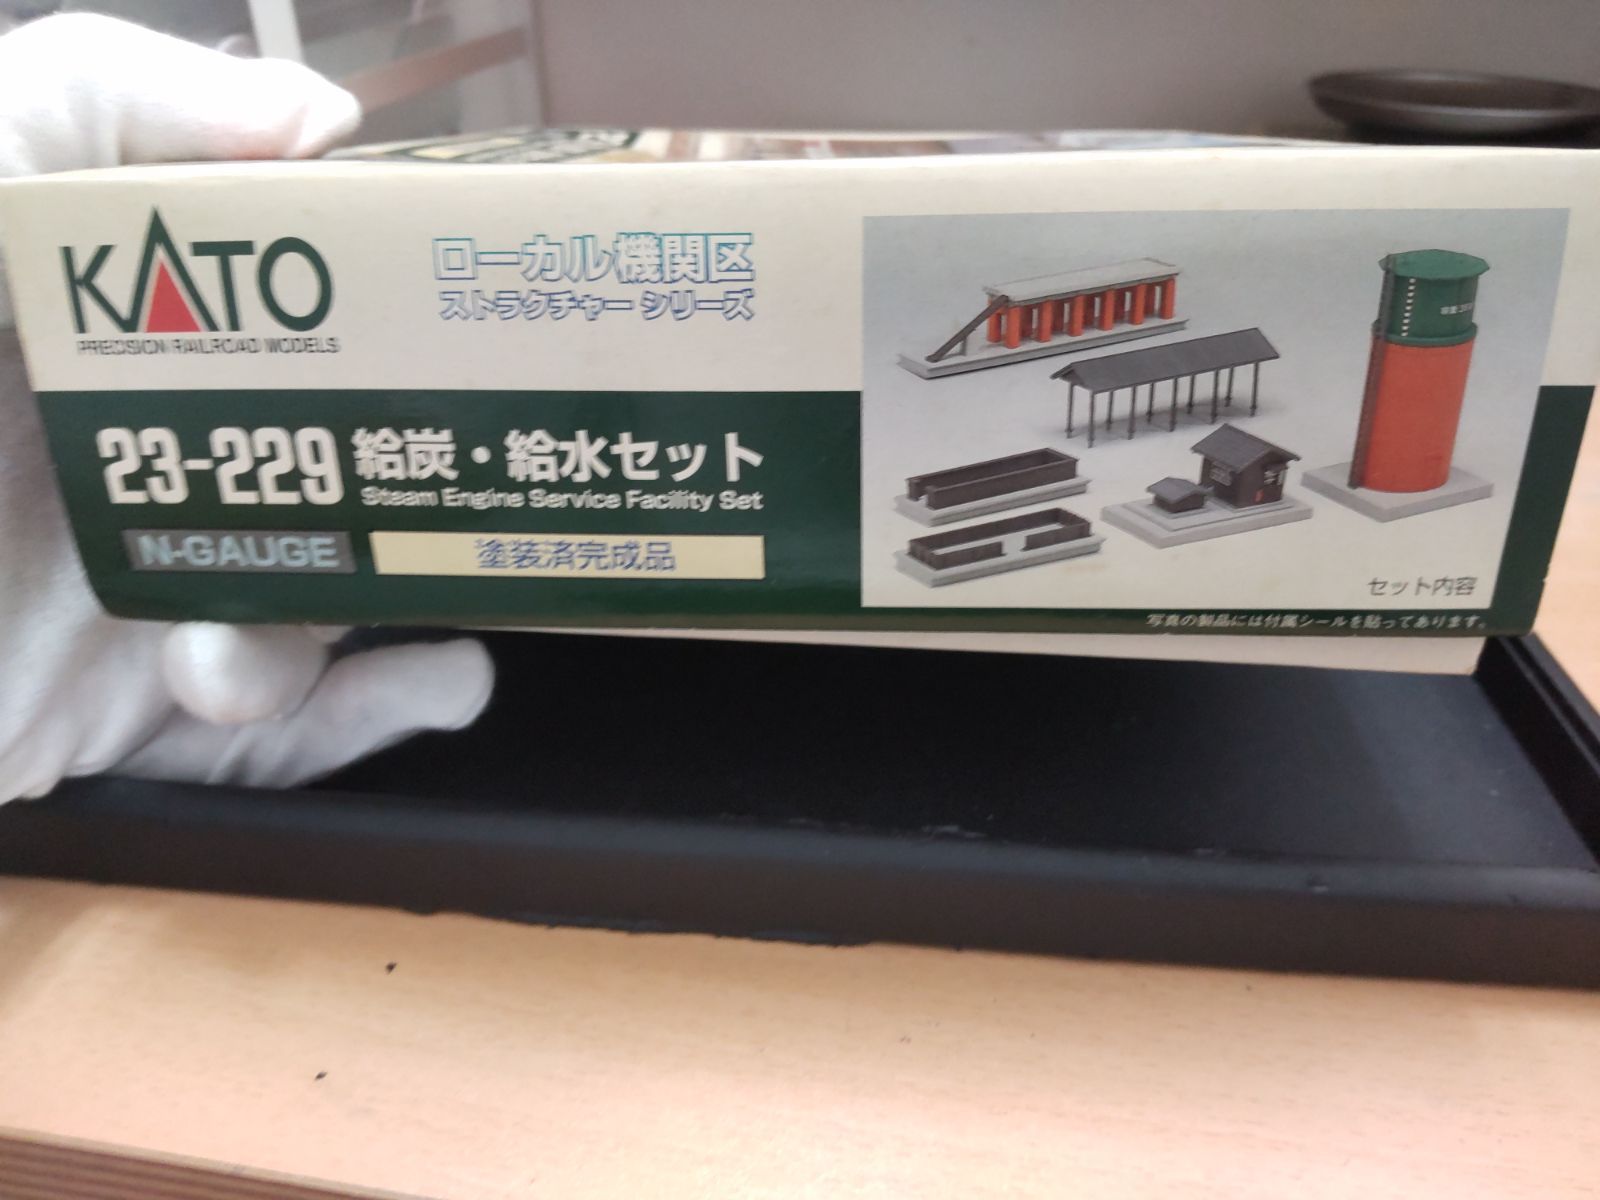 KATO
PRECISION RAILROAD MODELS
ローカル機関区
ストラクチャー シリーズ
23-229 給炭・給水セット
Steam Engine Service Facility Set
N-GAUGE
塗装済完成品
セット内容
写真の製品には付属シールを貼ってあります。